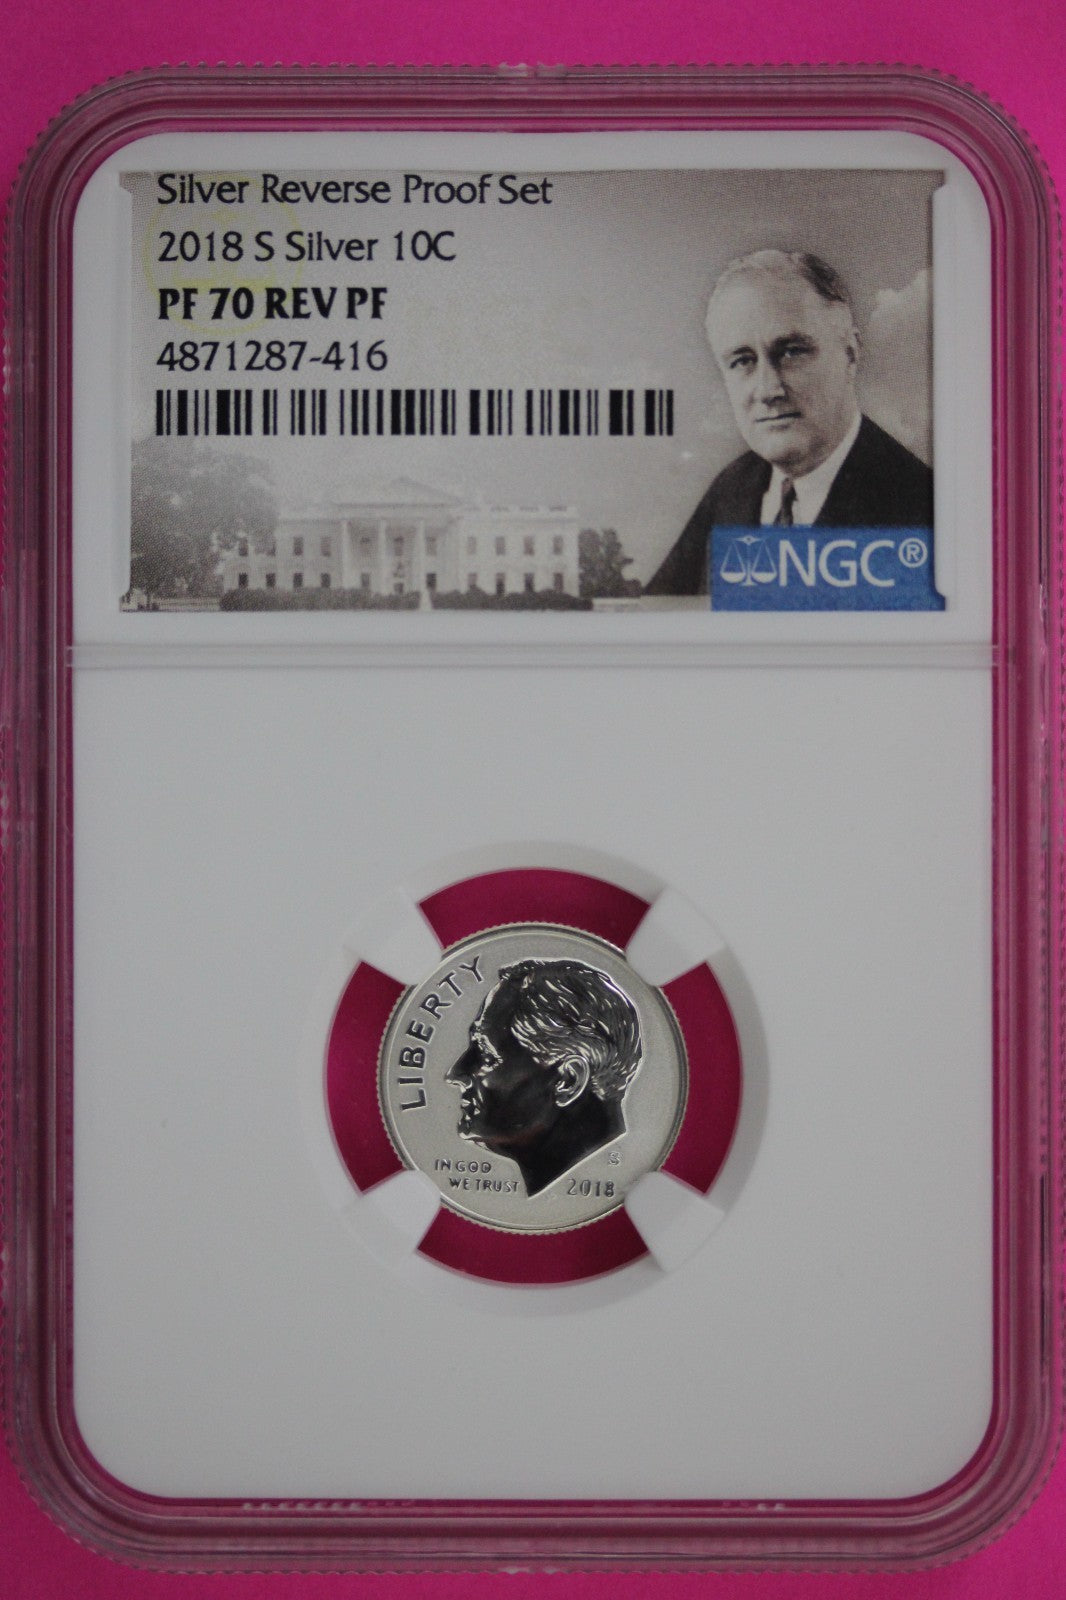 Silver Reverse Proof Set
2018 S Silver 10C
PF 70 REV PF
4871287-416
NGC®
LIBERTY
IN GOD
WE TRUST
S
2018